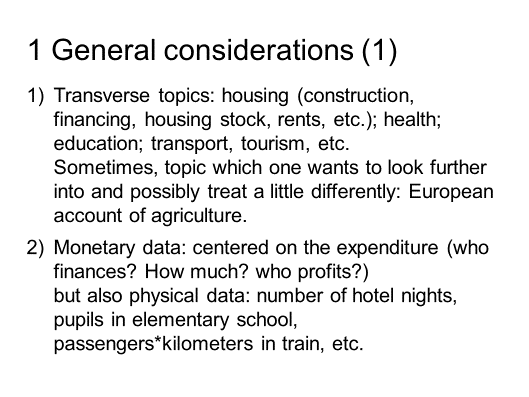 1 General considerations (1)
1) Transverse topics: housing (construction,
financing, housing stock, rents, etc.); health;
education; transport, tourism, etc.
Sometimes, topic which one wants to look further
into and possibly treat a little differently: European
account of agriculture.
2) Monetary data: centered on the expenditure (who
finances? How much? who profits?)
but also physical data: number of hotel nights,
pupils in elementary school,
passengers*kilometers in train, etc.